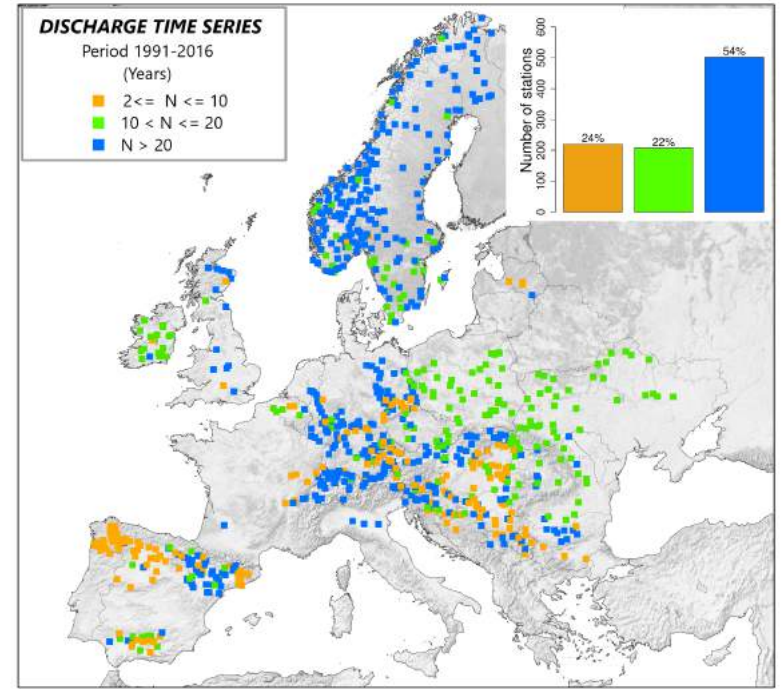 DISCHARGE TIME SERIES
Period 1991-2016
(Years)
2<= N <= 10
10 < N <= 20
N > 20
Number of stations
600
500
400
300
200
100
0
24%
22%
54%